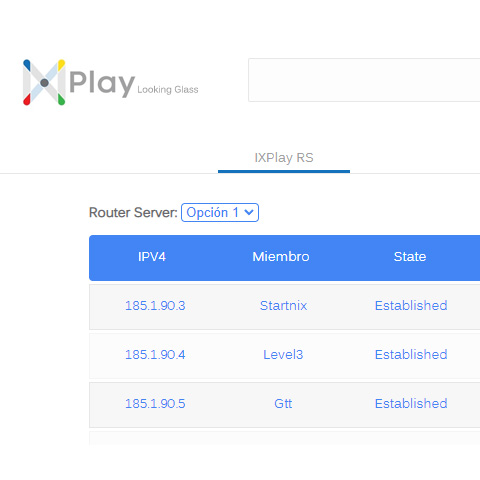 Play Looking Glass
IXPlay RS
Router Server: Opción 1
IPV4 Miembro State
185.1.90.3 Startnix Established
185.1.90.4 Level3 Established
185.1.90.5 Gtt Established